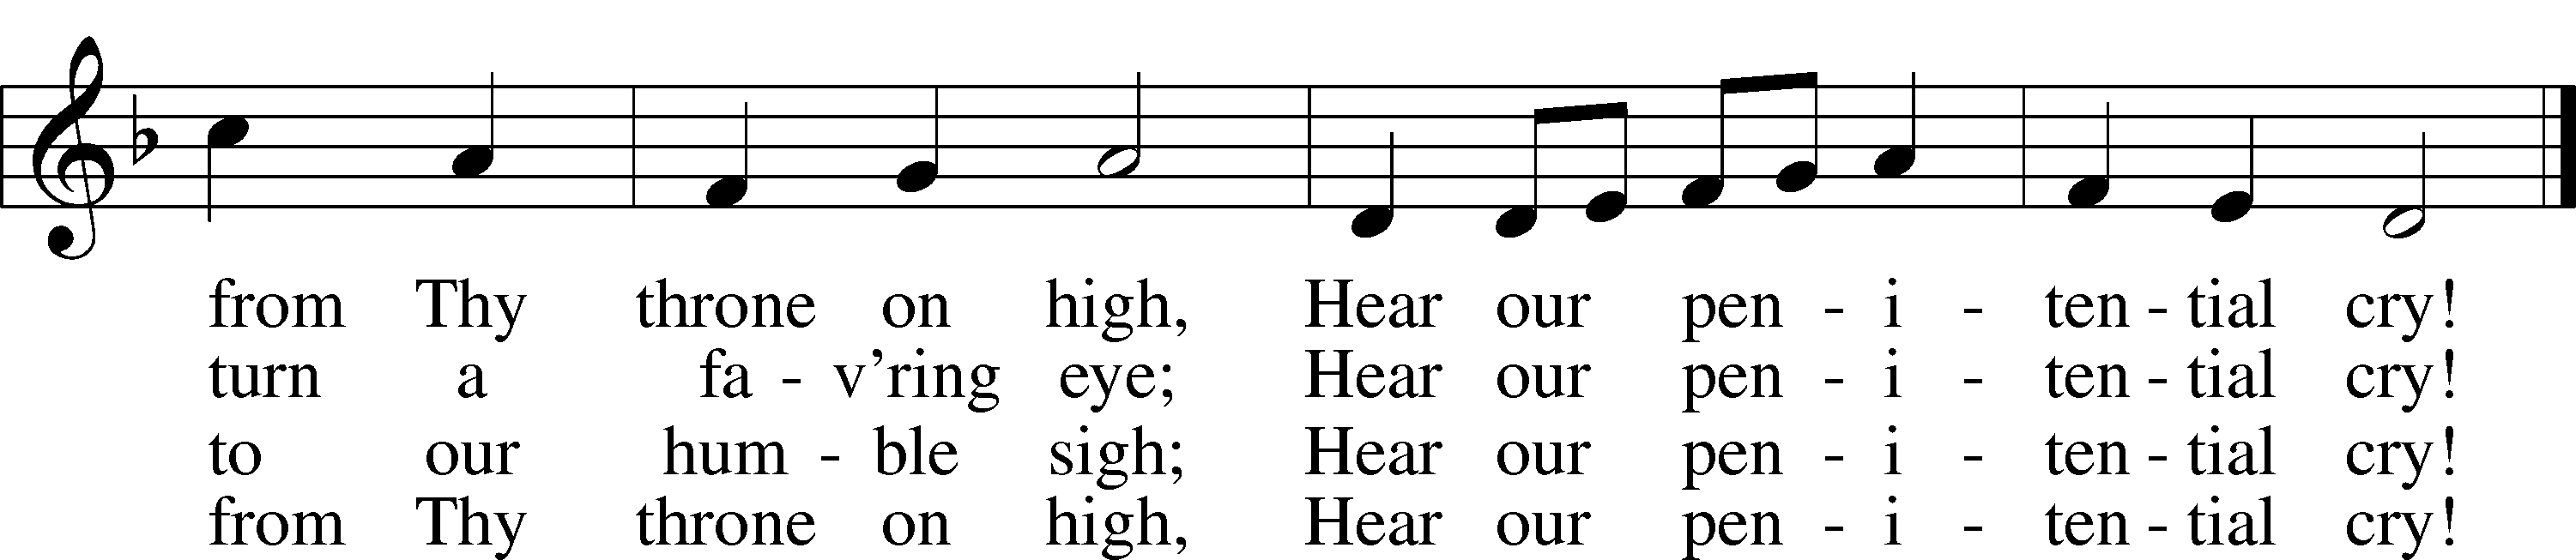 from Thy throne on high, Hear our pen - i - ten - tial cry!
turn a fa - v’ring eye; Hear our pen - i - ten - tial cry!
to our hum - ble sigh; Hear our pen - i - ten - tial cry!
from Thy throne on high, Hear our pen - i - ten - tial cry!